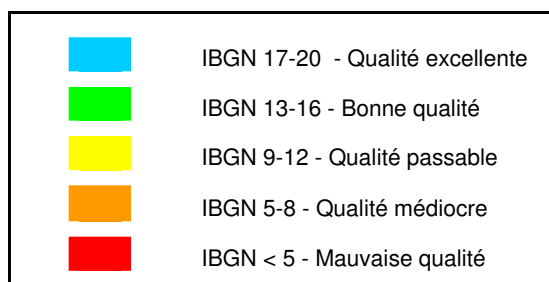 IBGN 17-20 - Qualité excellente
IBGN 13-16 - Bonne qualité
IBGN 9-12 - Qualité passable
IBGN 5-8 - Qualité médiocre
IBGN < 5 - Mauvaise qualité